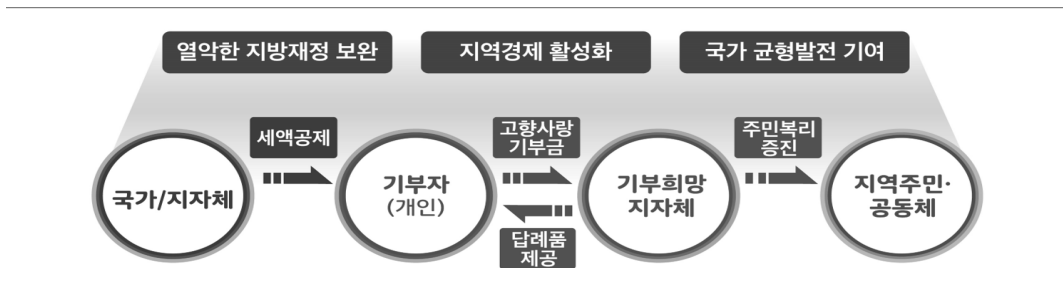 열악한 지방재정 보완
지역경제 활성화
국가 균형발전 기여
국가/지자체
세액공제
기부자
(개인)
고향사랑
기부금
답례품
제공
기부희망
지자체
주민복리
증진
지역주민·
공동체